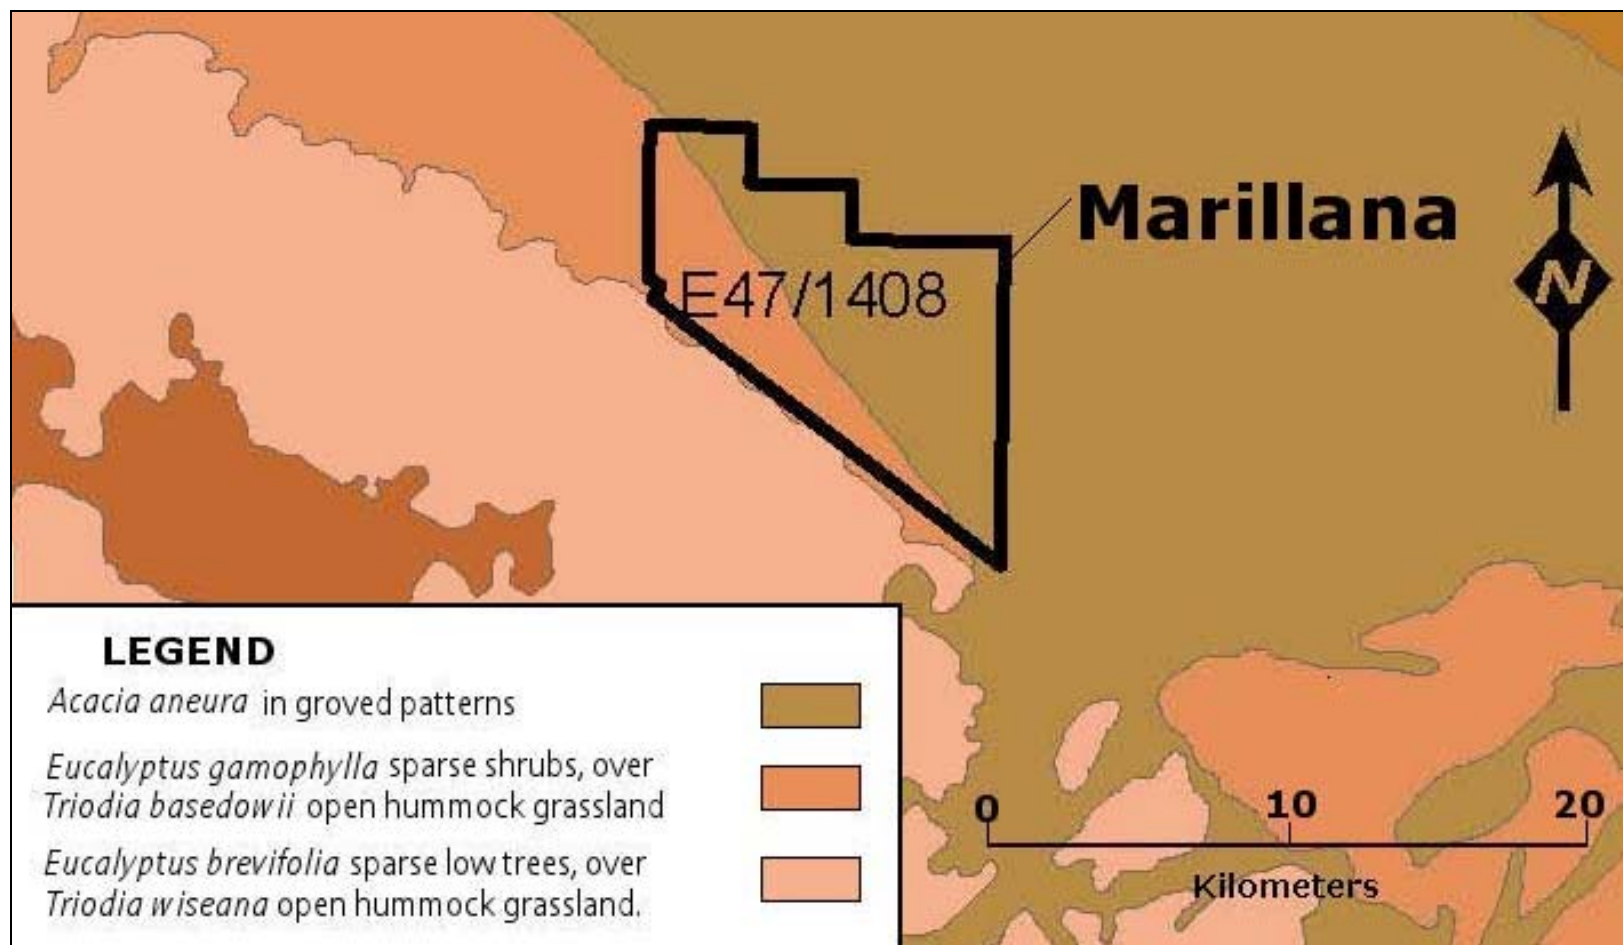 Marillana
E47/1408
N
LEGEND
Acacia aneura in groved patterns
Eucalyptus gamophylla sparse shrubs, over
Triodia basedowii open hummock grassland
Eucalyptus brevifolia sparse low trees, over
Triodia wiseana open hummock grassland.
0 10 20
Kilometers